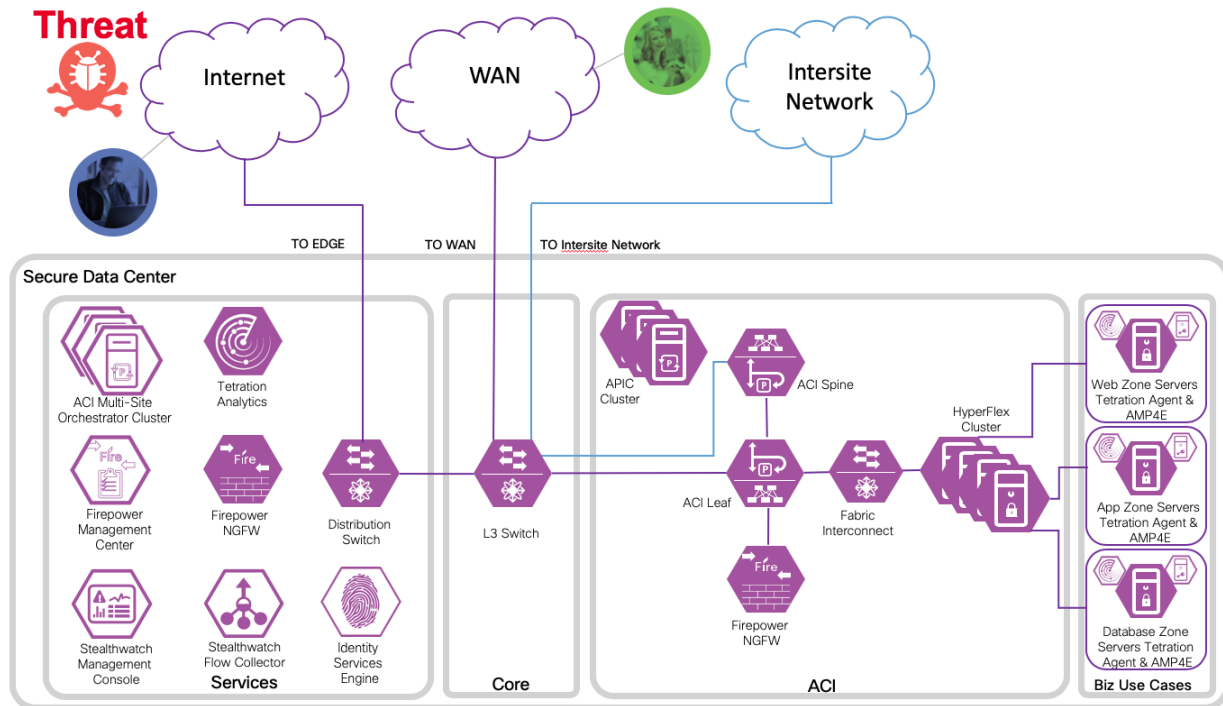 Threat
Internet
WAN
Intersite
Network
TO EDGE
TO WAN
TO Intersite Network
Secure Data Center
ACI Multi-Site
Orchestrator Cluster
Tetration
Analytics
Firepower
Management
Center
Fire
Fire
Firepower
NGFW
Distribution
Switch
Stealthwatch
Management
Console
Stealthwatch
Flow Collector
Identity
Services
Engine
Services
L3 Switch
Core
APIC
Cluster
P
P
ACI Spine
P
ACI Leaf
P
Fabric
Interconnect
HyperFlex
Cluster
Fire
Firepower
NGFW
ACI
Web Zone Servers
Tetration Agent &
AMP4E
App Zone Servers
Tetration Agent &
AMP4E
Database Zone
Servers Tetration
Agent & AMP4E
Biz Use Cases